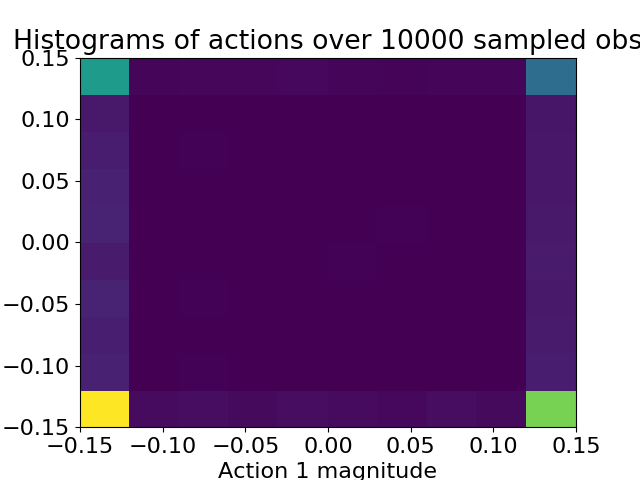 Histograms of actions over 10000 sampled obs
0.15
0.10
0.05
0.00
−0.05
−0.10
−0.15
−0.15 −0.10 −0.05 0.00 0.05 0.10 0.15
Action 1 magnitude